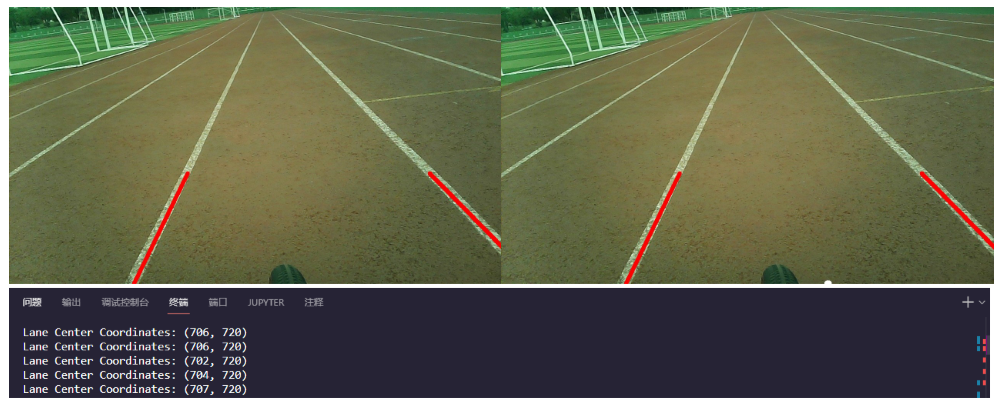 问题 输出 调试控制台 终端 端口 JUPYTER 注释
Lane Center Coordinates: (706, 720)
Lane Center Coordinates: (706, 720)
Lane Center Coordinates: (702, 720)
Lane Center Coordinates: (704, 720)
Lane Center Coordinates: (707, 720)